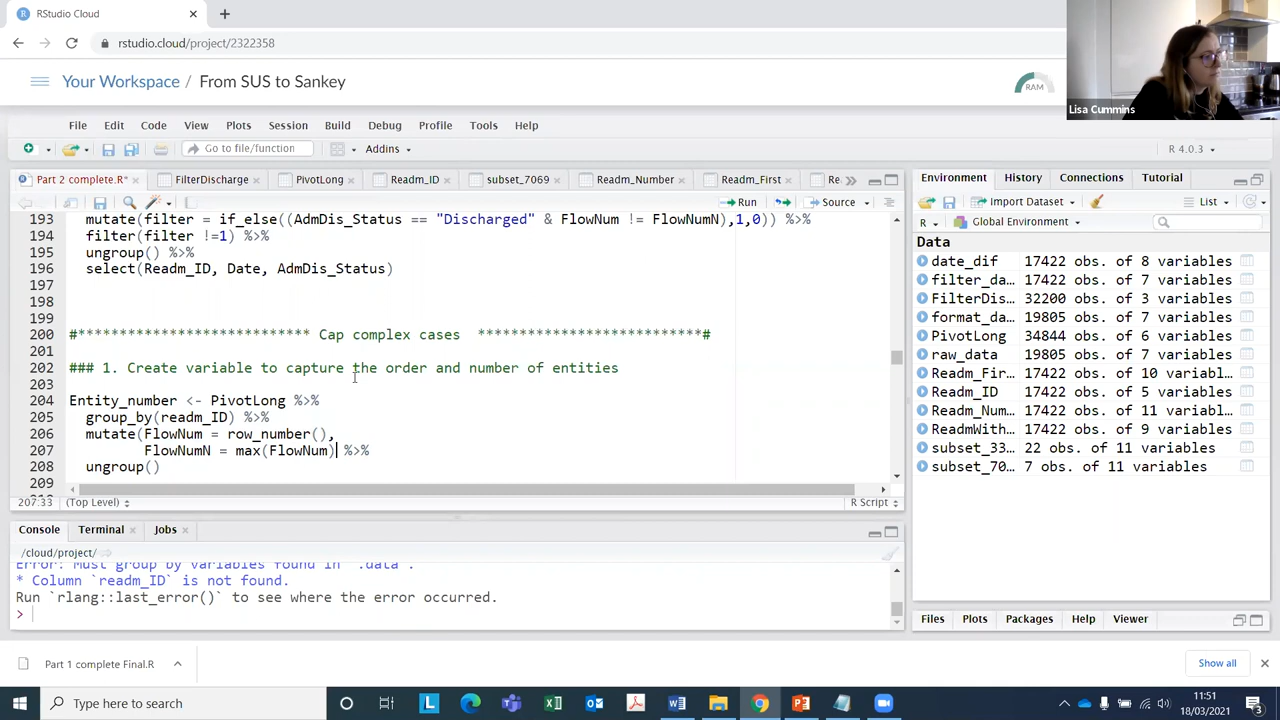 RStudio Cloud
rstudio.cloud/project/2322358
Your Workspace / From SUS to Sankey
RAM
Lisa Cummins
File Edit Code View Plots Session Build Debug Profile Tools Help
Go to file/function
Addins
R 4.0.3
Part 2 complete.R*
FilterDischarge
PivotLong
Readm_ID
subset_7069
Readm_Number
Readm_First
Re
Run
Source
193 mutate(filter = if_else((AdmDis_Status == "Discharged" & FlowNum != FlowNumN),1,0)) %>%
194 filter(filter !=1) %>%
195 ungroup() %>%
196 select(Readm_ID, Date, AdmDis_Status)
197
198
199
200 #*************************** Cap complex cases **************************#
201
202 ### 1. Create variable to capture the order and number of entities
203
204 Entity_number <- PivotLong %>%
205 group_by(readm_ID) %>%
206 mutate(FlowNum = row_number(),
207 FlowNumN = max(FlowNum) %>%
208 ungroup()
209
207:33 (Top Level) R Script
Console Terminal Jobs
/cloud/project/
Error: Must group by variables found in `.data`.
* Column `readm_ID` is not found.
Run `rlang::last_error()` to see where the error occurred.
>
Environment History Connections Tutorial
Import Dataset
List
R Global Environment
Data
date_dif 17422 obs. of 8 variables
filter_da… 17422 obs. of 7 variables
FilterDis… 32200 obs. of 3 variables
format_da… 19805 obs. of 7 variables
PivotLong 34844 obs. of 6 variables
raw_data 19805 obs. of 7 variables
Readm_Fir… 17422 obs. of 10 variabl…
Readm_ID 17422 obs. of 5 variables
Readm_Num… 17422 obs. of 11 variabl…
ReadmWith… 17422 obs. of 9 variables
subset_33… 22 obs. of 11 variables
subset_70… 7 obs. of 11 variables
Files Plots Packages Help Viewer
Part 1 complete Final.R
Show all
Type here to search
11:51
18/03/2021
3